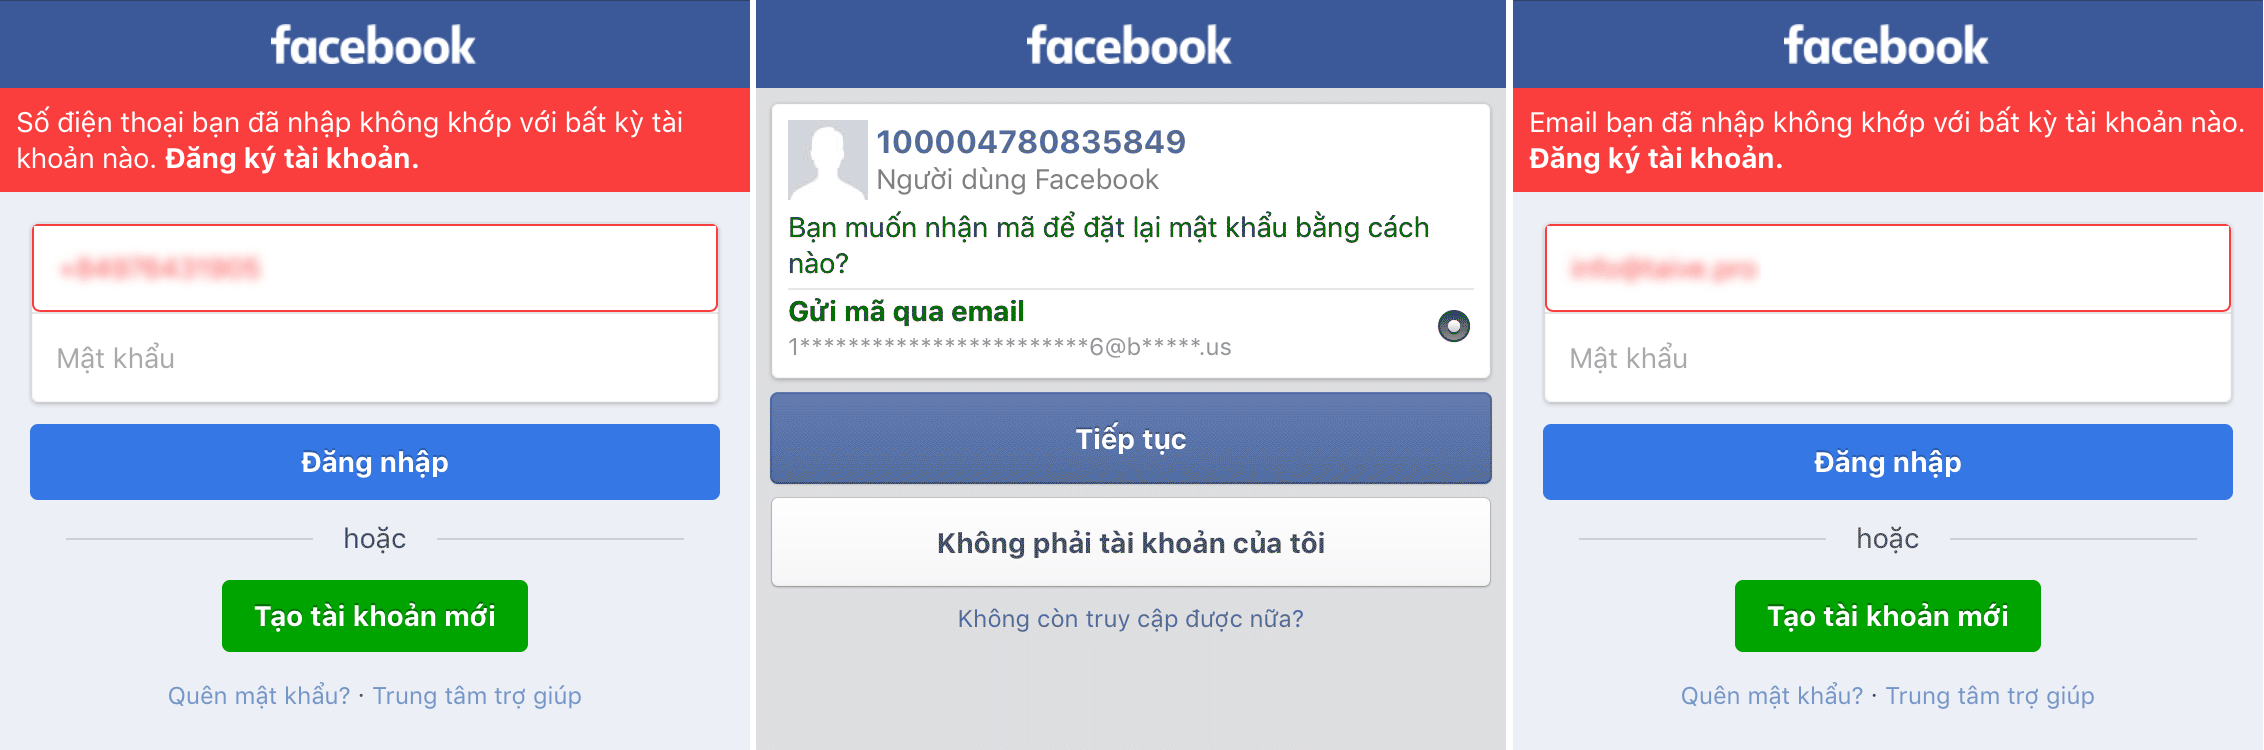 facebook
Số điện thoại bạn đã nhập không khớp với bất kỳ tài
khoản nào. Đăng ký tài khoản.
Mật khẩu
Đăng nhập
hoặc
Tạo tài khoản mới
Quên mật khẩu? · Trung tâm trợ giúp
facebook
100004780835849
Người dùng Facebook
Bạn muốn nhận mã để đặt lại mật khẩu bằng cách
nào?
Gửi mã qua email
1************************6@b*****.us
Tiếp tục
Không phải tài khoản của tôi
Không còn truy cập được nữa?
facebook
Email bạn đã nhập không khớp với bất kỳ tài khoản nào.
Đăng ký tài khoản.
Mật khẩu
Đăng nhập
hoặc
Tạo tài khoản mới
Quên mật khẩu? · Trung tâm trợ giúp